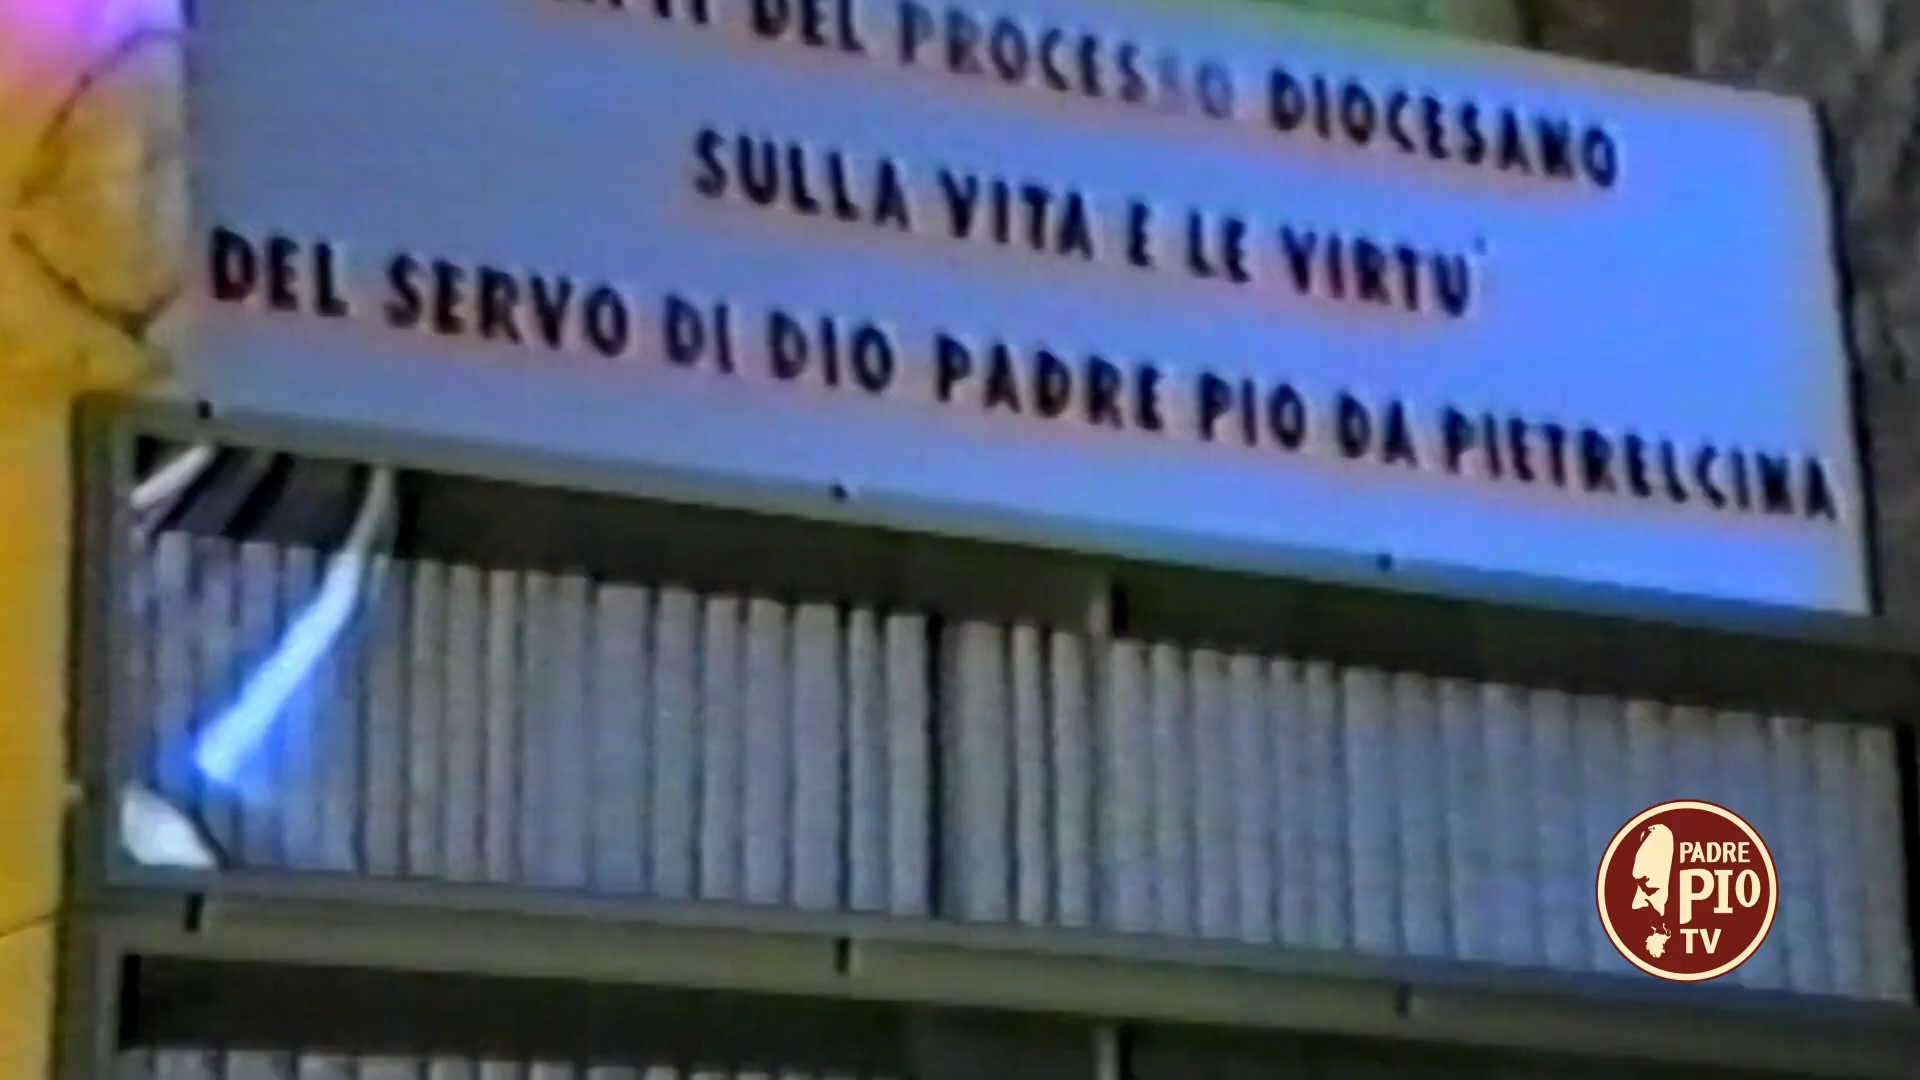 DEL PROCESSO DIOCESANO
SULLA VITA E LE VIRTU'
DEL SERVO DI DIO PADRE PIO DA PIETRELCINA
PADRE
PIO
TV